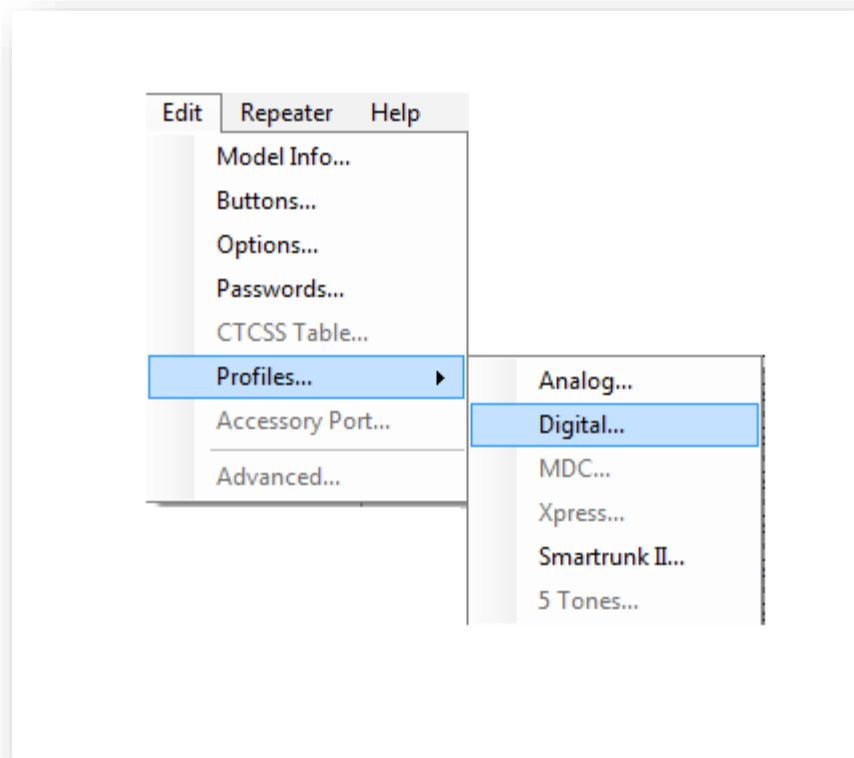 Edit Repeater Help
Model Info...
Buttons...
Options...
Passwords...
CTCSS Table...
Profiles...
Accessory Port...
Advanced...
Analog...
Digital...
MDC...
Xpress...
Smartrunk II...
5 Tones...